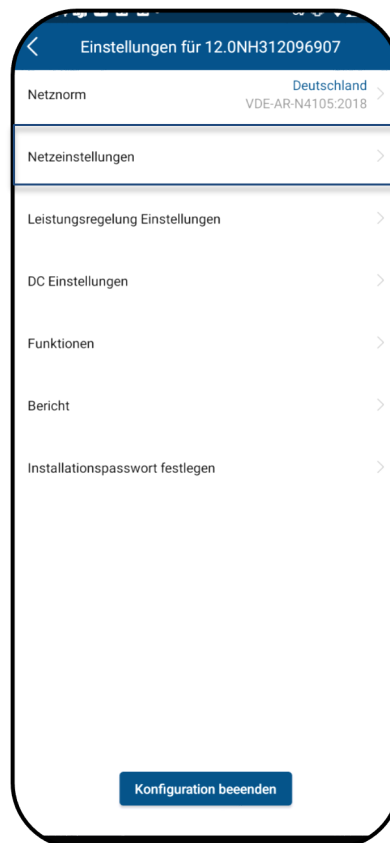 Einstellungen für 12.0NH312096907
Netznorm
Deutschland
VDE-AR-N4105:2018
Netzeinstellungen
Leistungsregelung Einstellungen
DC Einstellungen
Funktionen
Bericht
Installationspasswort festlegen
Konfiguration beeenden